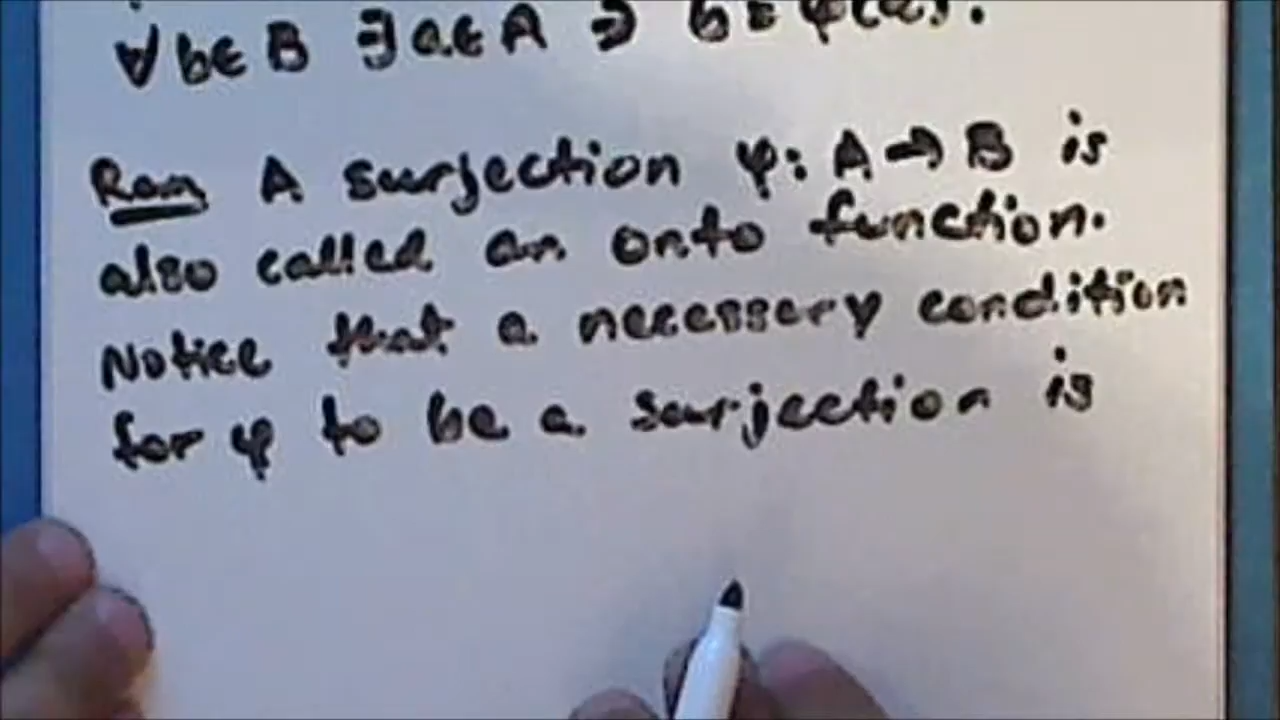 ∀ b ∈ B ∃ a ∈ A ∋ b = φ(a).
Rem A surjection φ: A → B is
also called an onto function.
Notice that a necessary condition
for φ to be a surjection is